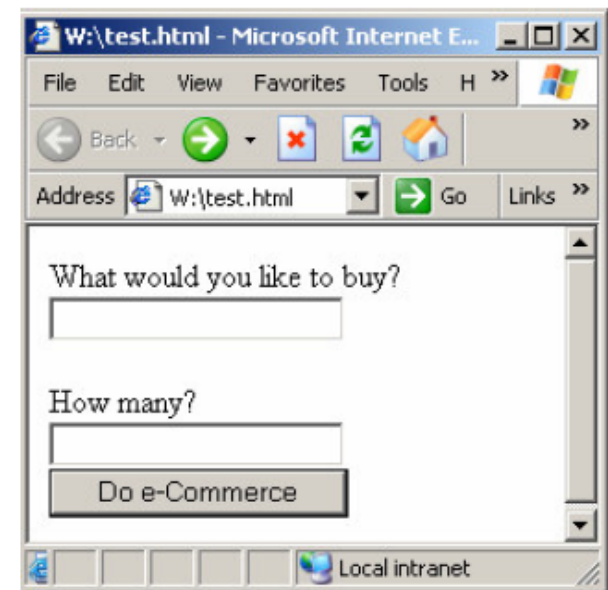 W:\test.html - Microsoft Internet E...
File Edit View Favorites Tools H »
Back »
Address W:\test.html Go Links »
What would you like to buy?
How many?
Do e-Commerce
Local intranet